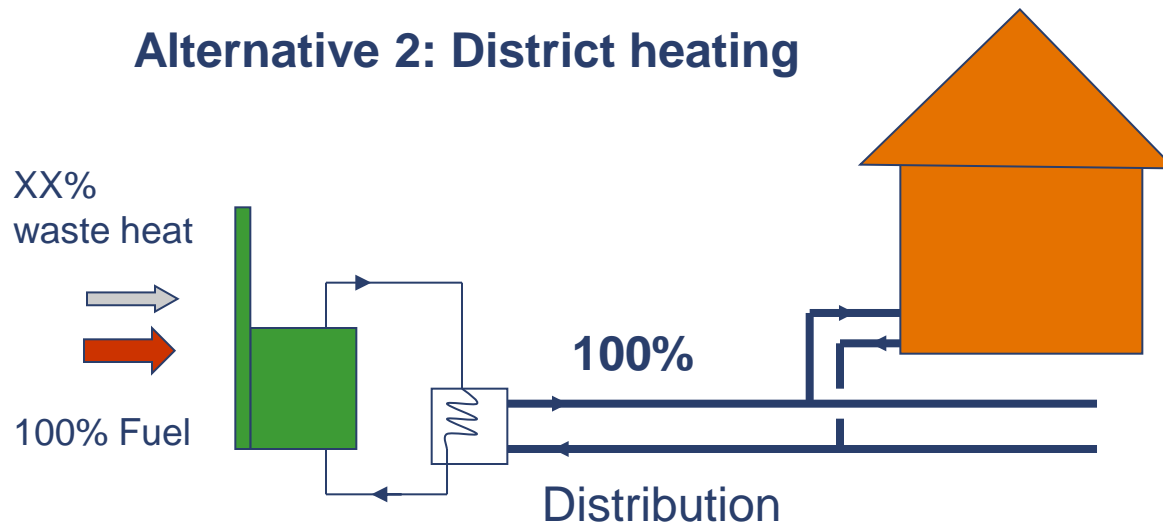 Alternative 2: District heating
XX%
waste heat
100%
100% Fuel
Distribution